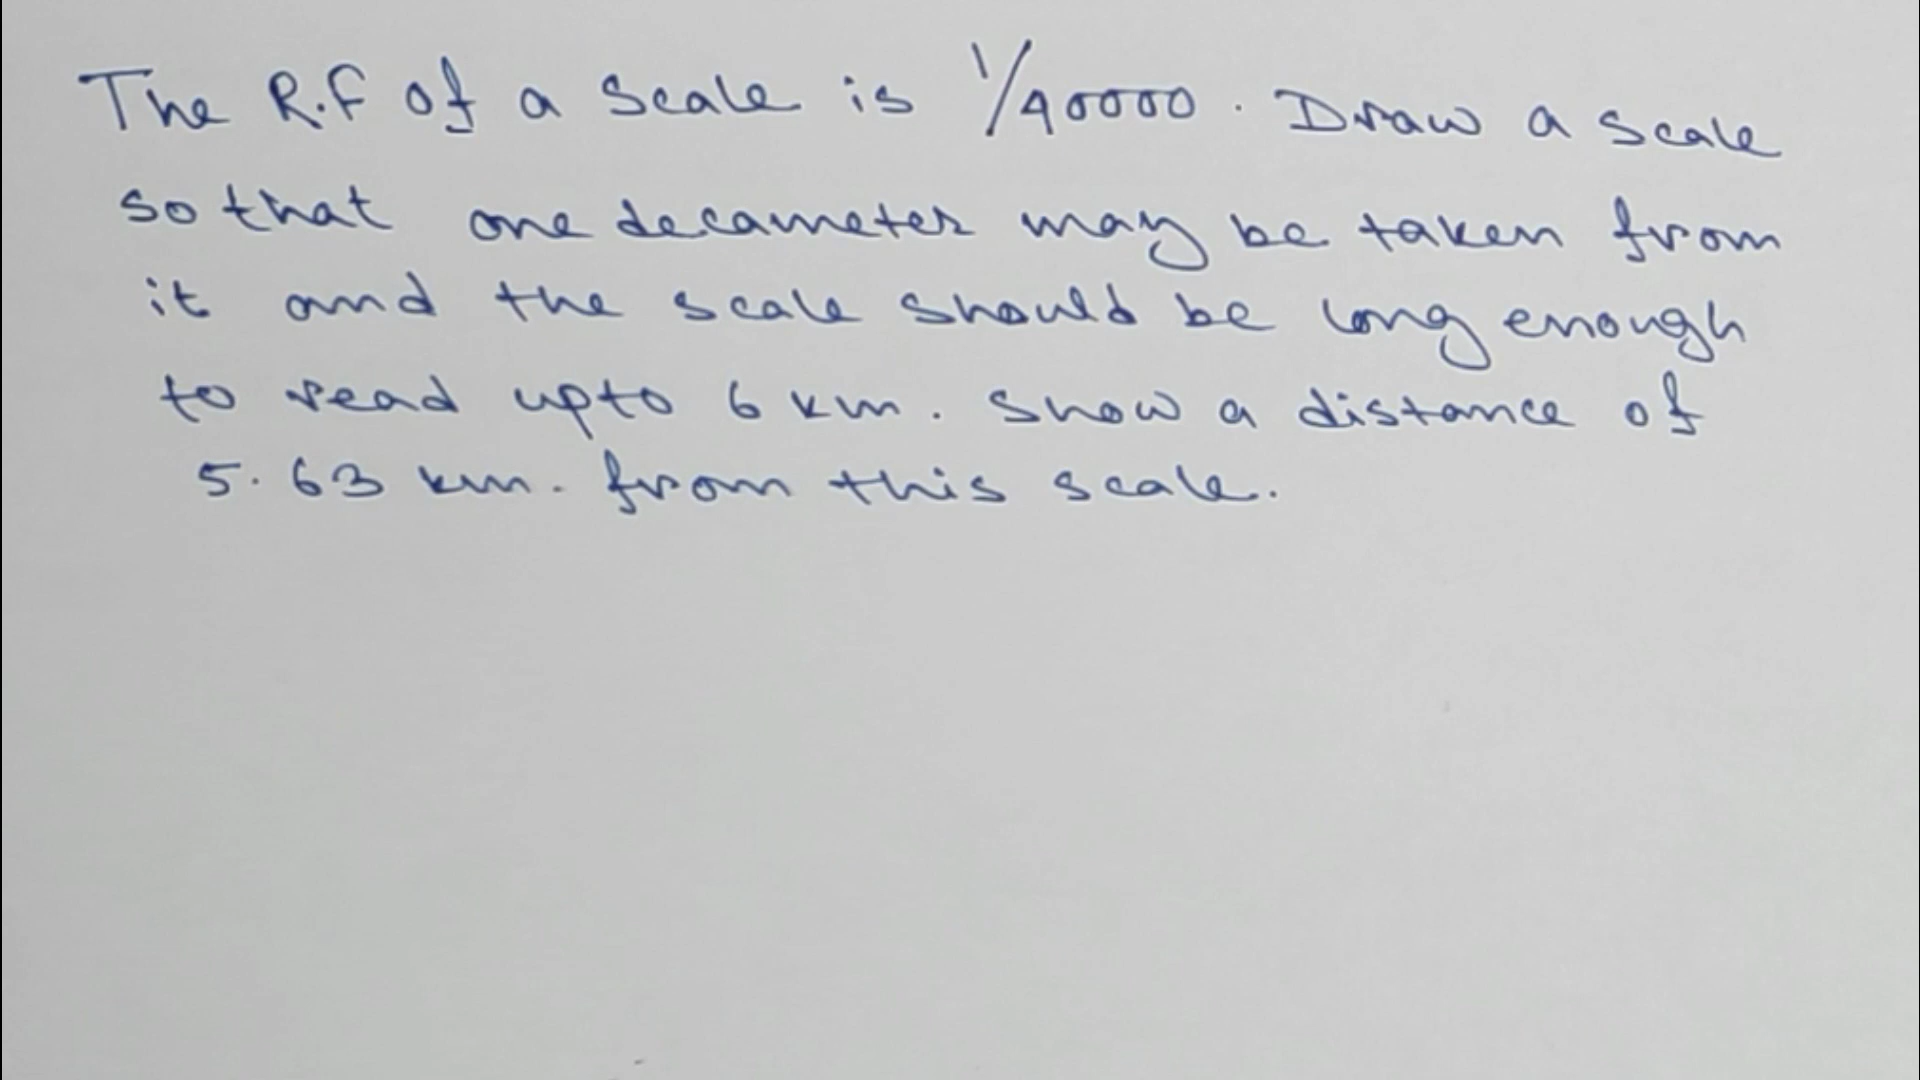 The R.F of a scale is 1/40000. Draw a scale
so that one decameter may be taken from
it and the scale should be long enough
to read upto 6 km. Show a distance of
5.63 km. from this scale.